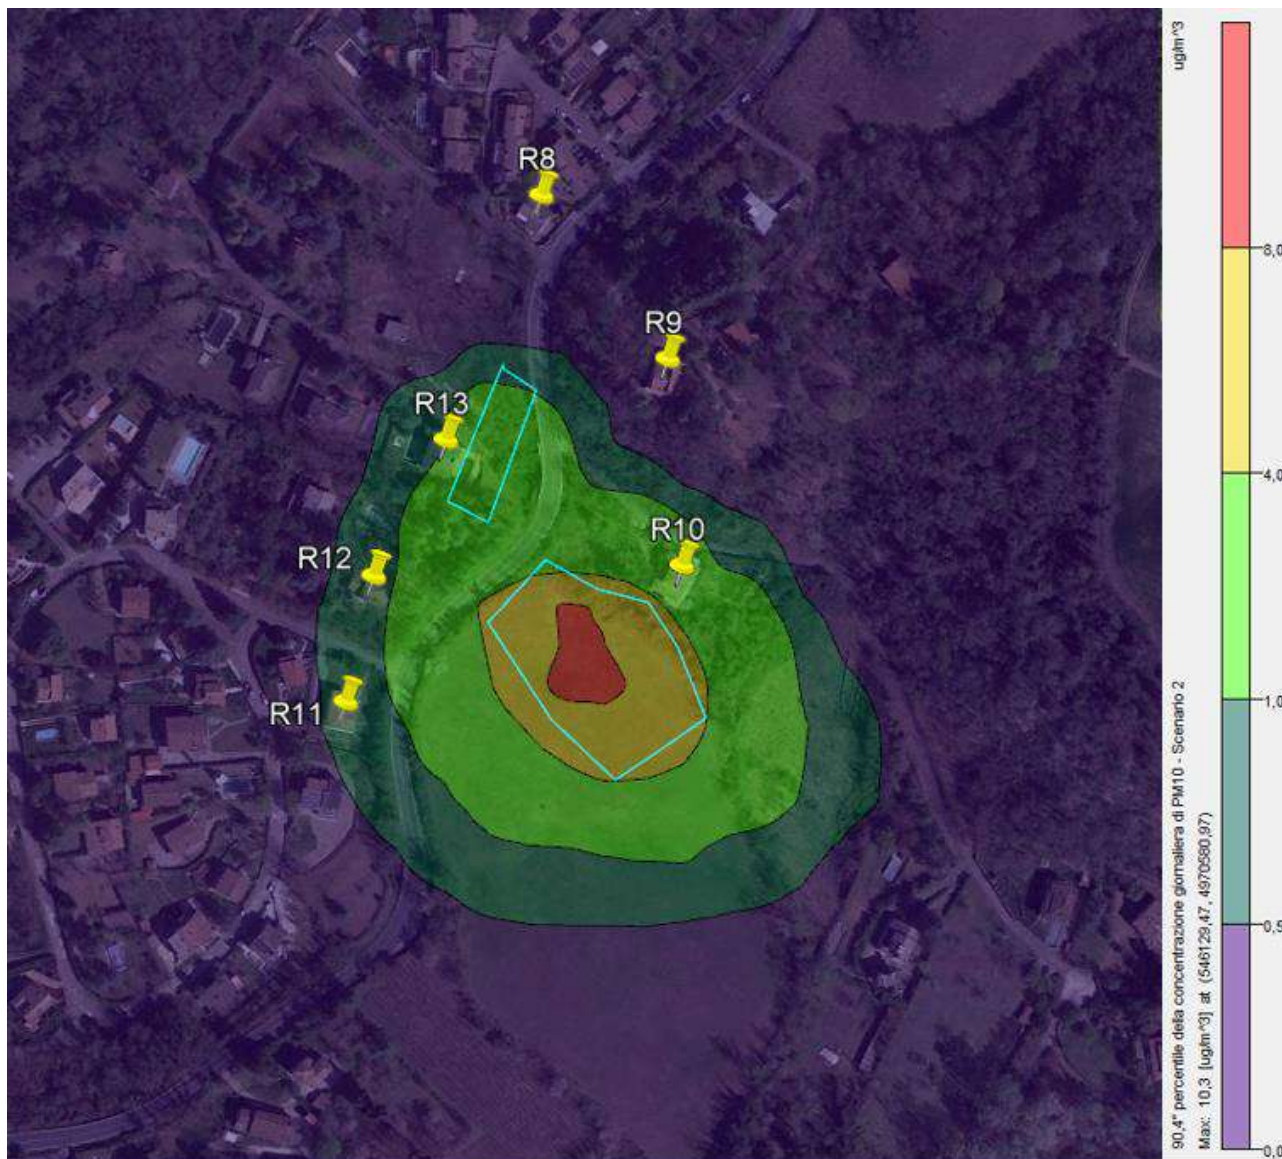 R8
R9
R13
R10
R12
R11
ug/m^3
8,0
4,0
1,0
0,5
0,0
90,4° percentile della concentrazione giornaliera di PM10 - Scenario 2
Max: 10,3 [ug/m^3] at (546129,47, 4970580,97)